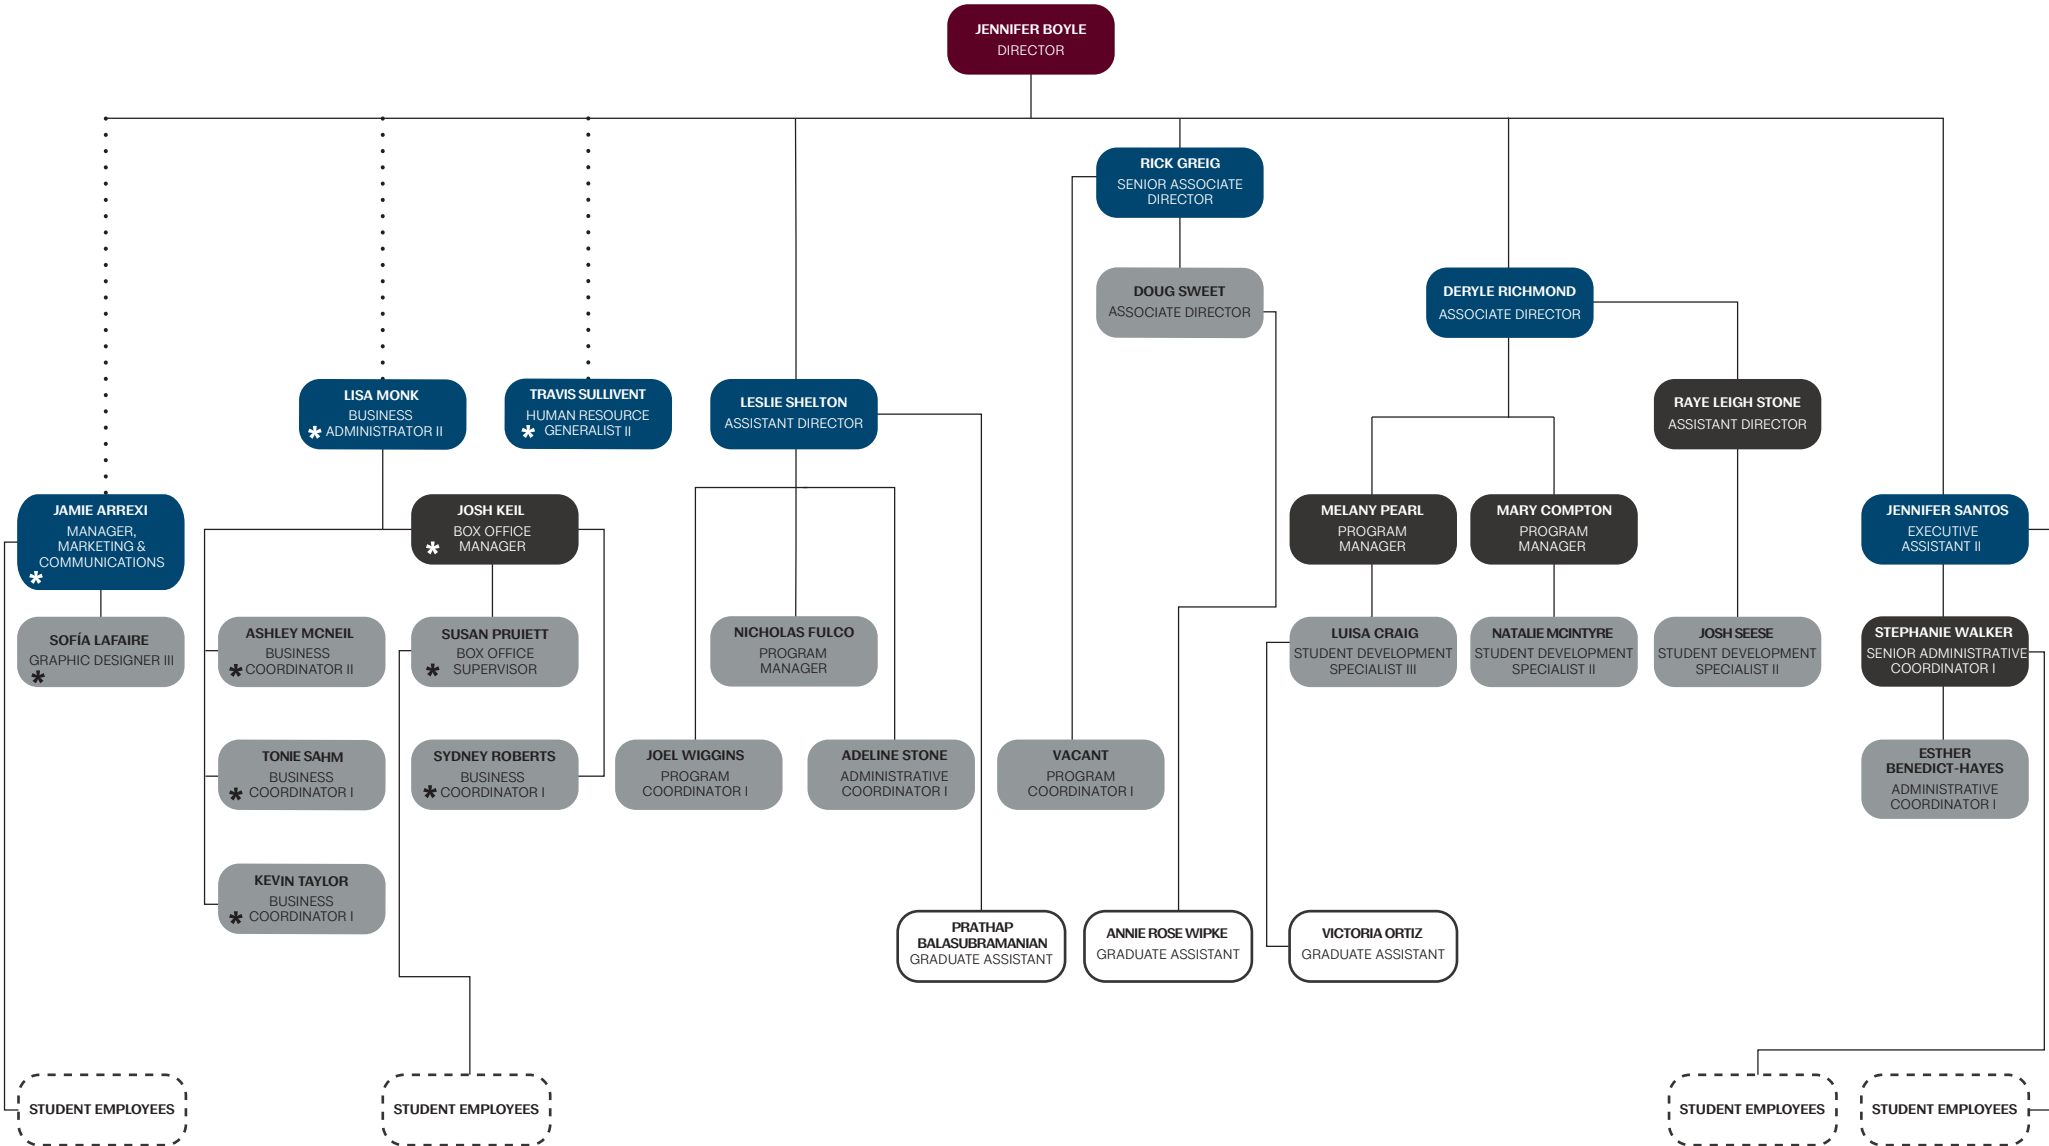 JENNIFER BOYLE
DIRECTOR
RICK GREIG
SENIOR ASSOCIATE
DIRECTOR
DOUG SWEET
ASSOCIATE DIRECTOR
DERYLE RICHMOND
ASSOCIATE DIRECTOR
LISA MONK
BUSINESS
* ADMINISTRATOR II
TRAVIS SULLIVENT
HUMAN RESOURCE
* GENERALIST II
LESLIE SHELTON
ASSISTANT DIRECTOR
RAYE LEIGH STONE
ASSISTANT DIRECTOR
JAMIE ARREXI
MANAGER,
MARKETING &
COMMUNICATIONS
*
JOSH KEIL
BOX OFFICE
* MANAGER
MELANY PEARL
PROGRAM
MANAGER
MARY COMPTON
PROGRAM
MANAGER
JENNIFER SANTOS
EXECUTIVE
ASSISTANT II
SOFÍA LAFAIRE
GRAPHIC DESIGNER III
*
ASHLEY MCNEIL
BUSINESS
* COORDINATOR II
SUSAN PRUIETT
BOX OFFICE
* SUPERVISOR
NICHOLAS FULCO
PROGRAM
MANAGER
LUISA CRAIG
STUDENT DEVELOPMENT
SPECIALIST III
NATALIE MCINTYRE
STUDENT DEVELOPMENT
SPECIALIST II
JOSH SEESE
STUDENT DEVELOPMENT
SPECIALIST II
STEPHANIE WALKER
SENIOR ADMINISTRATIVE
COORDINATOR I
TONIE SAHM
BUSINESS
* COORDINATOR I
SYDNEY ROBERTS
BUSINESS
* COORDINATOR I
JOEL WIGGINS
PROGRAM
COORDINATOR I
ADELINE STONE
ADMINISTRATIVE
COORDINATOR I
VACANT
PROGRAM
COORDINATOR I
ESTHER
BENEDICT-HAYES
ADMINISTRATIVE
COORDINATOR I
KEVIN TAYLOR
BUSINESS
* COORDINATOR I
PRATHAP
BALASUBRAMANIAN
GRADUATE ASSISTANT
ANNIE ROSE WIPKE
GRADUATE ASSISTANT
VICTORIA ORTIZ
GRADUATE ASSISTANT
STUDENT EMPLOYEES
STUDENT EMPLOYEES
STUDENT EMPLOYEES
STUDENT EMPLOYEES